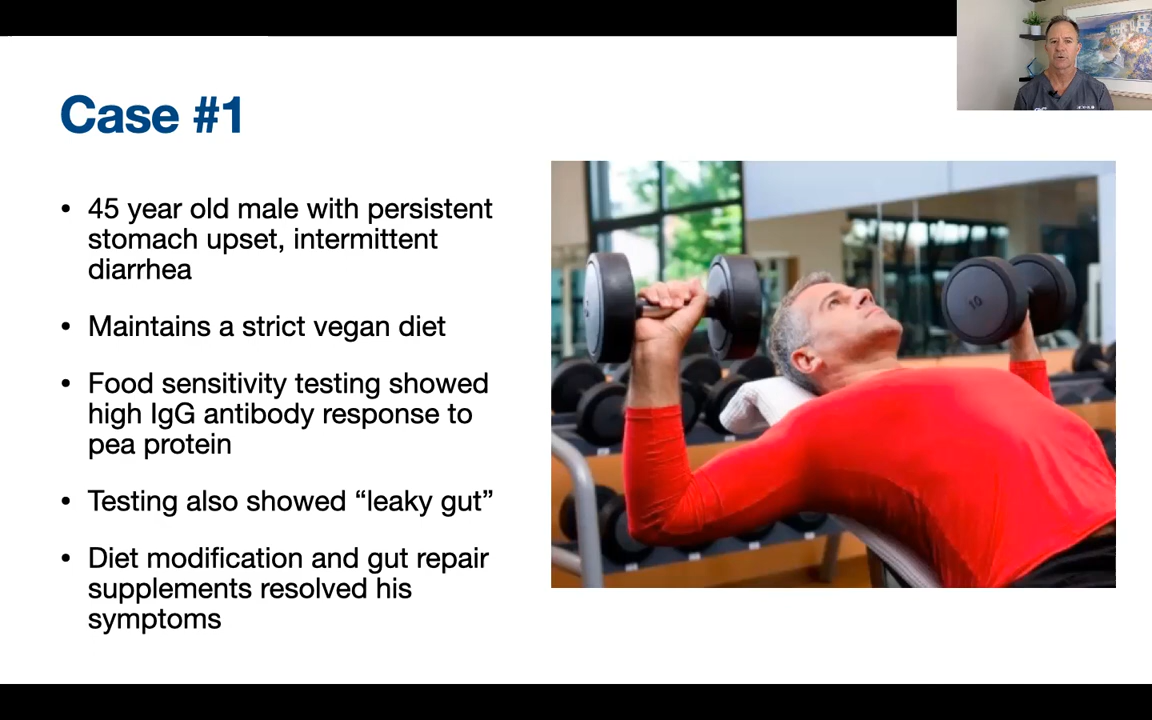 Case #1
• 45 year old male with persistent
stomach upset, intermittent
diarrhea
• Maintains a strict vegan diet
• Food sensitivity testing showed
high IgG antibody response to
pea protein
• Testing also showed “leaky gut”
• Diet modification and gut repair
supplements resolved his
symptoms
10